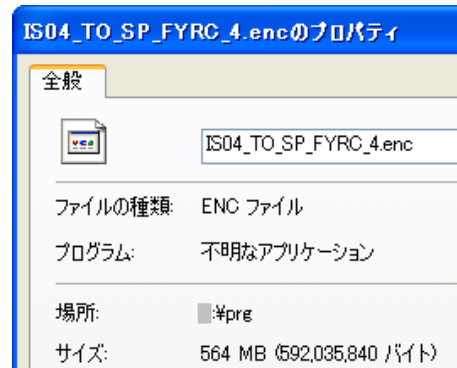 IS04_TO_SP_FYRC_4.encのプロパティ
全般
IS04_TO_SP_FYRC_4.enc
ファイルの種類: ENC ファイル
プログラム: 不明なアプリケーション
場所: :¥prg
サイズ: 564 MB (592,035,840 バイト)